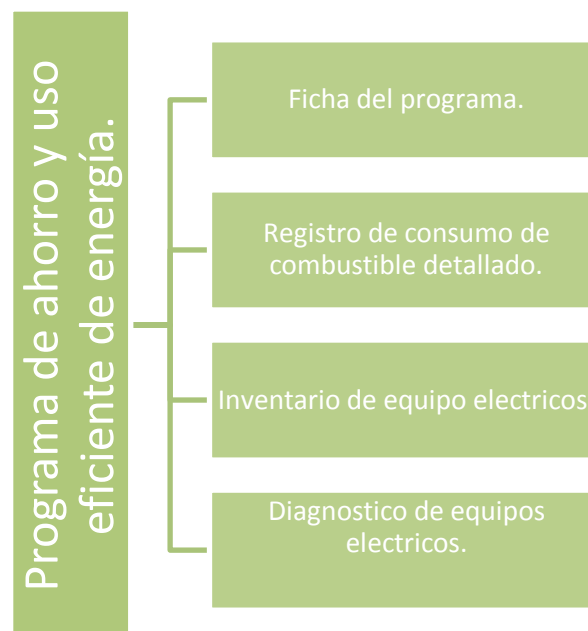 Programa de ahorro y uso
eficiente de energía.
Ficha del programa.
Registro de consumo de
combustible detallado.
Inventario de equipo electricos
Diagnostico de equipos
electricos.